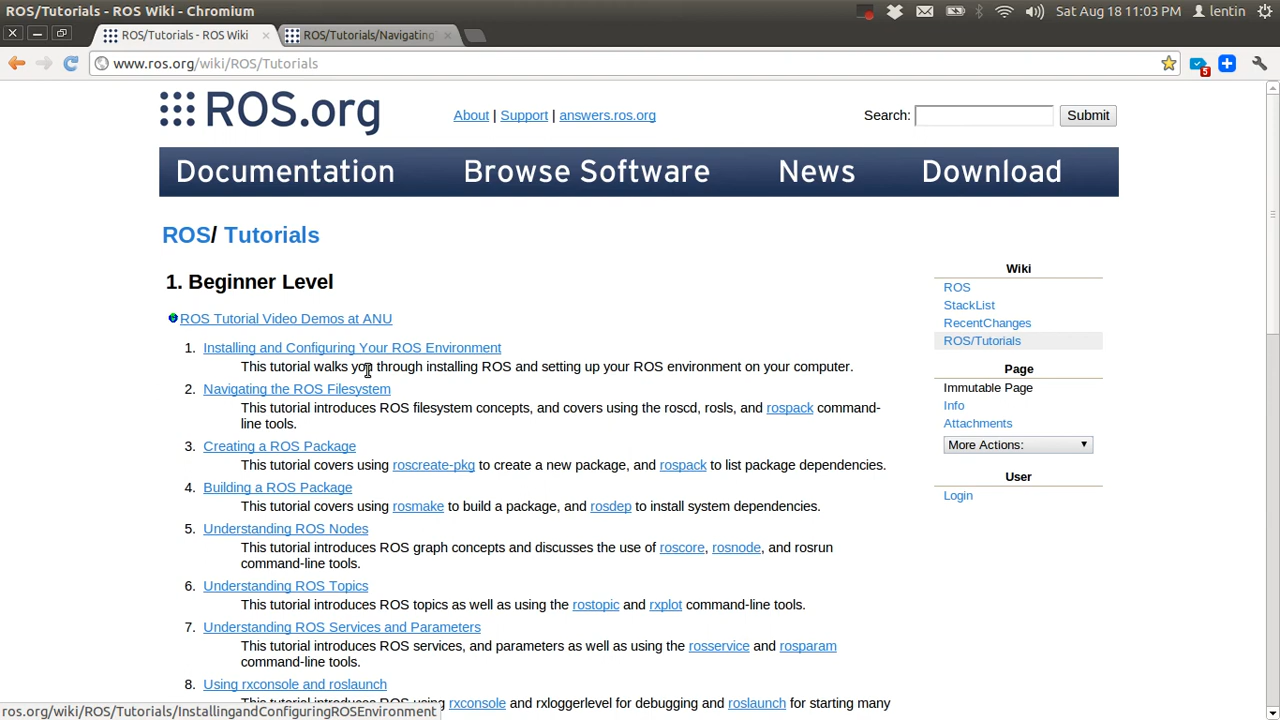 ROS/Tutorials - ROS Wiki - Chromium
Sat Aug 18 11:03 PM
lentin
ROS/Tutorials - ROS Wiki
ROS/Tutorials/Navigating
www.ros.org/wiki/ROS/Tutorials
5
ROS.org
About | Support | answers.ros.org
Search:
Submit
Documentation
Browse Software
News
Download
ROS/ Tutorials
1. Beginner Level
ROS Tutorial Video Demos at ANU
1. Installing and Configuring Your ROS Environment
This tutorial walks you through installing ROS and setting up your ROS environment on your computer.
2. Navigating the ROS Filesystem
This tutorial introduces ROS filesystem concepts, and covers using the roscd, rosls, and rospack command-
line tools.
3. Creating a ROS Package
This tutorial covers using roscreate-pkg to create a new package, and rospack to list package dependencies.
4. Building a ROS Package
This tutorial covers using rosmake to build a package, and rosdep to install system dependencies.
5. Understanding ROS Nodes
This tutorial introduces ROS graph concepts and discusses the use of roscore, rosnode, and rosrun
command-line tools.
6. Understanding ROS Topics
This tutorial introduces ROS topics as well as using the rostopic and rxplot command-line tools.
7. Understanding ROS Services and Parameters
This tutorial introduces ROS services, and parameters as well as using the rosservice and rosparam
command-line tools.
8. Using rxconsole and roslaunch
This tutorial introduces ROS using rxconsole and rxloggerlevel for debugging and roslaunch for starting many
Wiki
ROS
StackList
RecentChanges
ROS/Tutorials
Page
Immutable Page
Info
Attachments
More Actions:
User
Login
ros.org/wiki/ROS/Tutorials/InstallingandConfiguringROSEnvironment